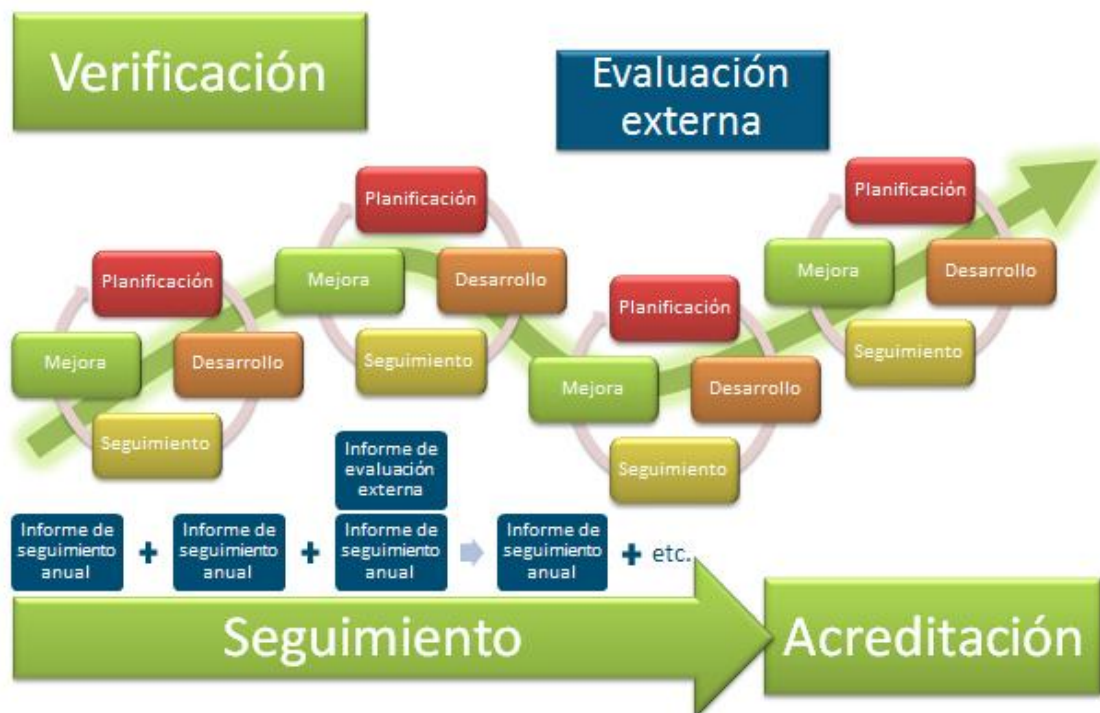 Verificación
Evaluación
externa
Planificación
Mejora
Desarrollo
Seguimiento
Planificación
Mejora
Desarrollo
Seguimiento
Planificación
Mejora
Desarrollo
Seguimiento
Planificación
Mejora
Desarrollo
Seguimiento
Informe de
seguimiento
anual
+
Informe de
seguimiento
anual
+
Informe de
evaluación
externa
Informe de
seguimiento
anual
Informe de
seguimiento
anual
+ etc.
Seguimiento
Acreditación